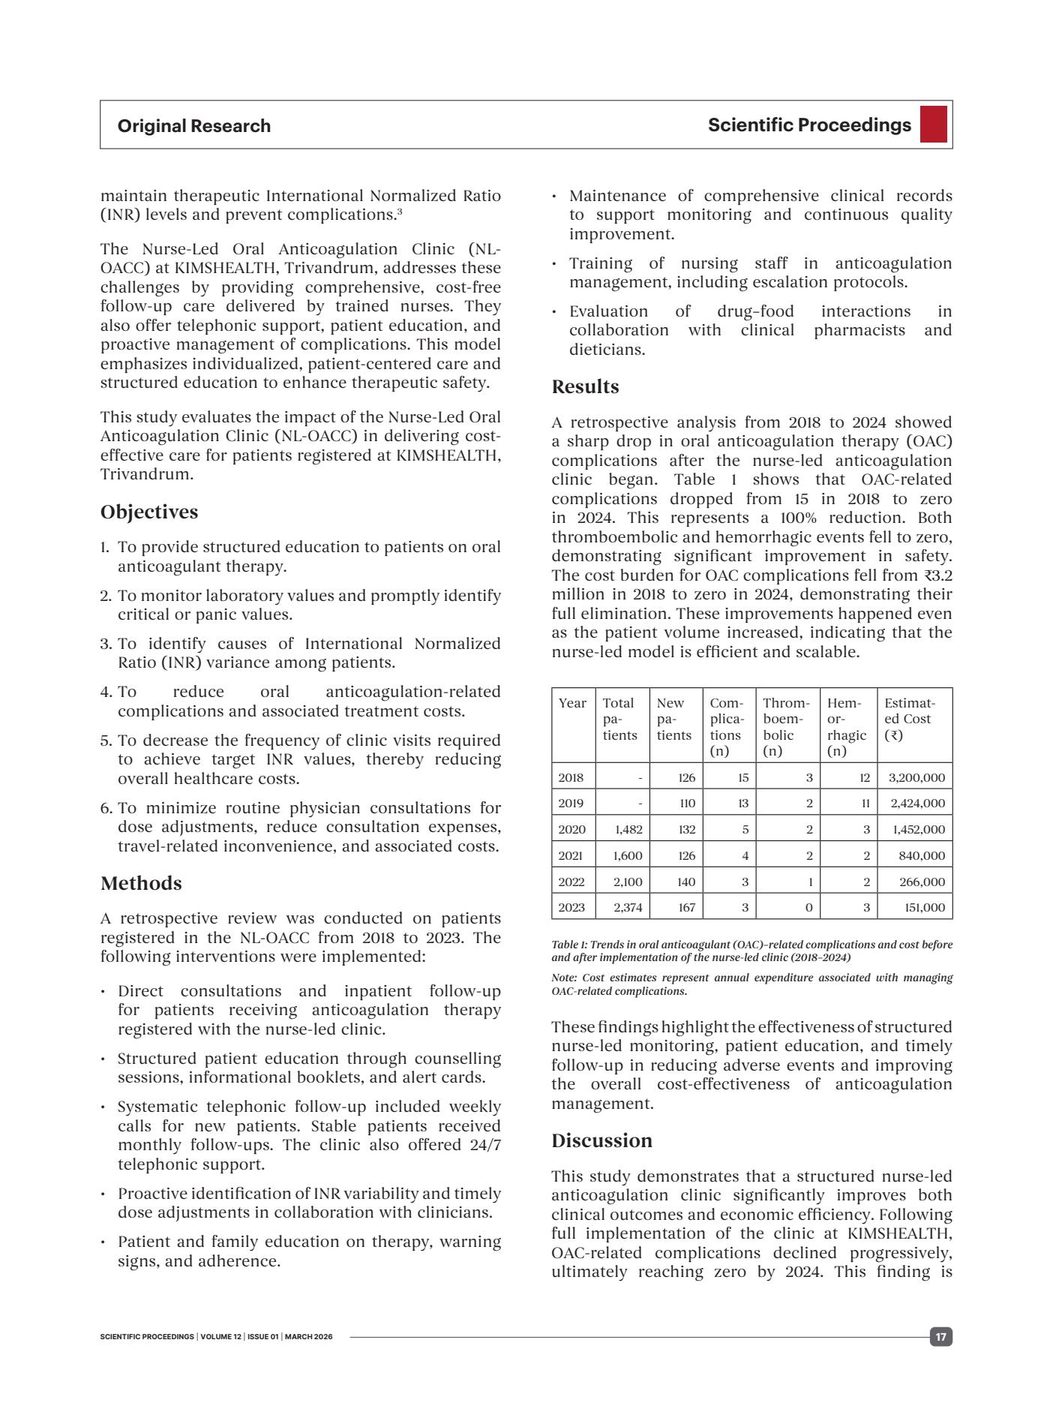 Original Research
Scientific Proceedings
maintain therapeutic International Normalized Ratio
(INR) levels and prevent complications.³
The Nurse-Led Oral Anticoagulation Clinic (NL-
OACC) at KIMSHEALTH, Trivandrum, addresses these
challenges by providing comprehensive, cost-free
follow-up care delivered by trained nurses. They
also offer telephonic support, patient education, and
proactive management of complications. This model
emphasizes individualized, patient-centered care and
structured education to enhance therapeutic safety.
This study evaluates the impact of the Nurse-Led Oral
Anticoagulation Clinic (NL-OACC) in delivering cost-
effective care for patients registered at KIMSHEALTH,
Trivandrum.
Objectives
1. To provide structured education to patients on oral
anticoagulant therapy.
2. To monitor laboratory values and promptly identify
critical or panic values.
3. To identify causes of International Normalized
Ratio (INR) variance among patients.
4. To reduce oral anticoagulation-related
complications and associated treatment costs.
5. To decrease the frequency of clinic visits required
to achieve target INR values, thereby reducing
overall healthcare costs.
6. To minimize routine physician consultations for
dose adjustments, reduce consultation expenses,
travel-related inconvenience, and associated costs.
Methods
A retrospective review was conducted on patients
registered in the NL-OACC from 2018 to 2023. The
following interventions were implemented:
• Direct consultations and inpatient follow-up
for patients receiving anticoagulation therapy
registered with the nurse-led clinic.
• Structured patient education through counselling
sessions, informational booklets, and alert cards.
• Systematic telephonic follow-up included weekly
calls for new patients. Stable patients received
monthly follow-ups. The clinic also offered 24/7
telephonic support.
• Proactive identification of INR variability and timely
dose adjustments in collaboration with clinicians.
• Patient and family education on therapy, warning
signs, and adherence.
• Maintenance of comprehensive clinical records
to support monitoring and continuous quality
improvement.
• Training of nursing staff in anticoagulation
management, including escalation protocols.
• Evaluation of drug–food interactions in
collaboration with clinical pharmacists and
dieticians.
Results
A retrospective analysis from 2018 to 2024 showed
a sharp drop in oral anticoagulation therapy (OAC)
complications after the nurse-led anticoagulation
clinic began. Table 1 shows that OAC-related
complications dropped from 15 in 2018 to zero
in 2024. This represents a 100% reduction. Both
thromboembolic and hemorrhagic events fell to zero,
demonstrating significant improvement in safety.
The cost burden for OAC complications fell from ₹3.2
million in 2018 to zero in 2024, demonstrating their
full elimination. These improvements happened even
as the patient volume increased, indicating that the
nurse-led model is efficient and scalable.
Year Total pa-tients New pa-tients Com-plica-tions (n) Throm-boem-bolic (n) Hem-or-rhagic (n) Estimat-ed Cost (₹)
2018 - 126 15 3 12 3,200,000
2019 - 110 13 2 11 2,424,000
2020 1,482 132 5 2 3 1,452,000
2021 1,600 126 4 2 2 840,000
2022 2,100 140 3 1 2 266,000
2023 2,374 167 3 0 3 151,000
Table 1: Trends in oral anticoagulant (OAC)–related complications and cost before
and after implementation of the nurse-led clinic (2018–2024)
Note: Cost estimates represent annual expenditure associated with managing
OAC-related complications.
These findings highlight the effectiveness of structured
nurse-led monitoring, patient education, and timely
follow-up in reducing adverse events and improving
the overall cost-effectiveness of anticoagulation
management.
Discussion
This study demonstrates that a structured nurse-led
anticoagulation clinic significantly improves both
clinical outcomes and economic efficiency. Following
full implementation of the clinic at KIMSHEALTH,
OAC-related complications declined progressively,
ultimately reaching zero by 2024. This finding is
SCIENTIFIC PROCEEDINGS | VOLUME 12 | ISSUE 01 | MARCH 2026
17